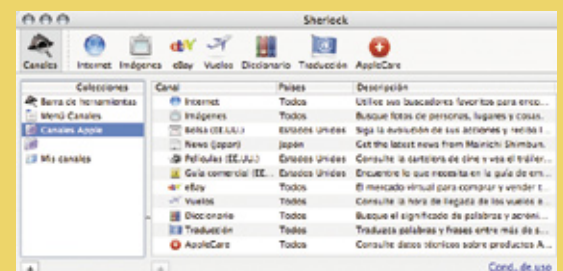 Sherlock
Canales Internet Imágenes eBay Vuelos Diccionario Traducción AppleCare
Colecciones Canal Países Descripción
Barra de herramientas
Menú Canales
Canales Apple
Mis canales
Internet Todos Utilice sus buscadores favoritos para enco...
Imágenes Todos Busque fotos de personas, lugares y cosas.
Bolsa (EE.UU.) Estados Unidos Siga la evolución de sus acciones y reciba l...
News (Japan) Japón Get the latest news from Mainichi Shimbun.
Películas (EE.UU.) Estados Unidos Consulte la cartelera de cine y vea el tráiler...
Guía comercial (EE... Estados Unidos Encuentre lo que necesita en la guía de em...
eBay Todos El mercado virtual para comprar y vender t...
Vuelos Todos Consulte la hora de llegada de los vuelos e...
Diccionario Todos Busque el significado de palabras y acróni...
Traducción Todos Traduzca palabras y frases entre más de s...
AppleCare Todos Consulte datos técnicos sobre productos A...
Cond. de uso